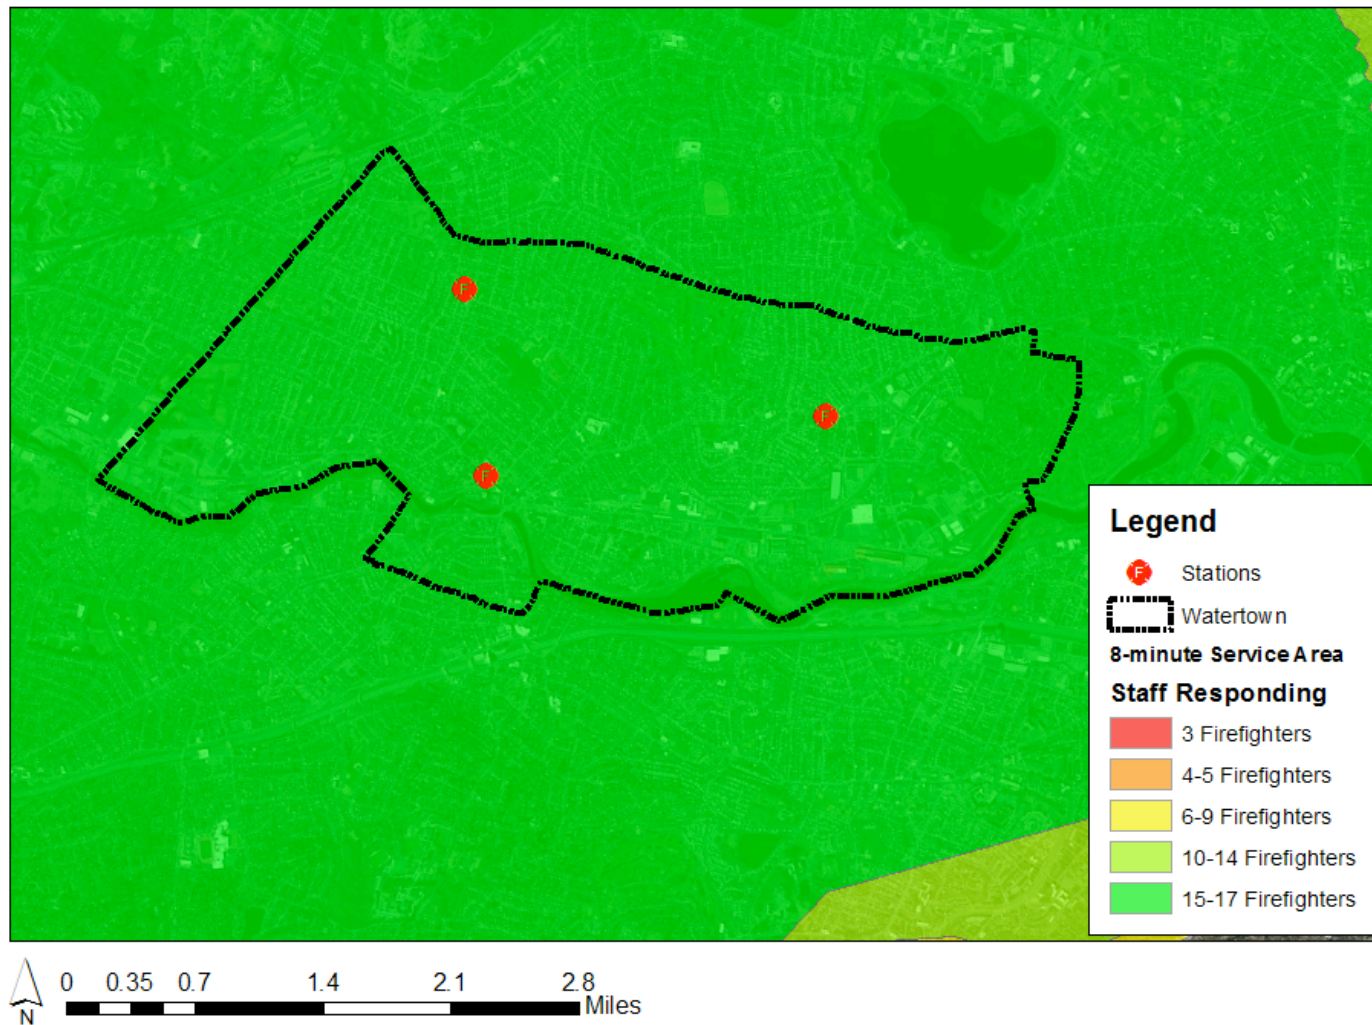 F
F
F
Legend
F Stations
Watertown
8-minute Service Area
Staff Responding
3 Firefighters
4-5 Firefighters
6-9 Firefighters
10-14 Firefighters
15-17 Firefighters
0 0.35 0.7 1.4 2.1 2.8
Miles
N